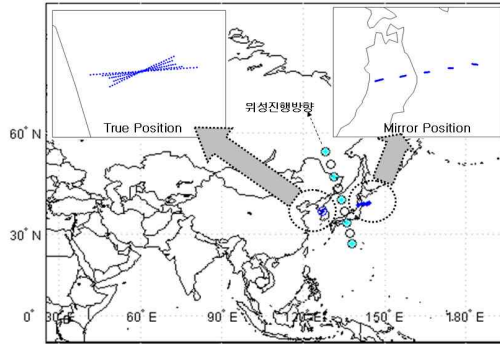 True Position
Mirror Position
위성진행방향
60° N
30° N
0° 30° E 60° E 90° E 120° E 150° E 180° W